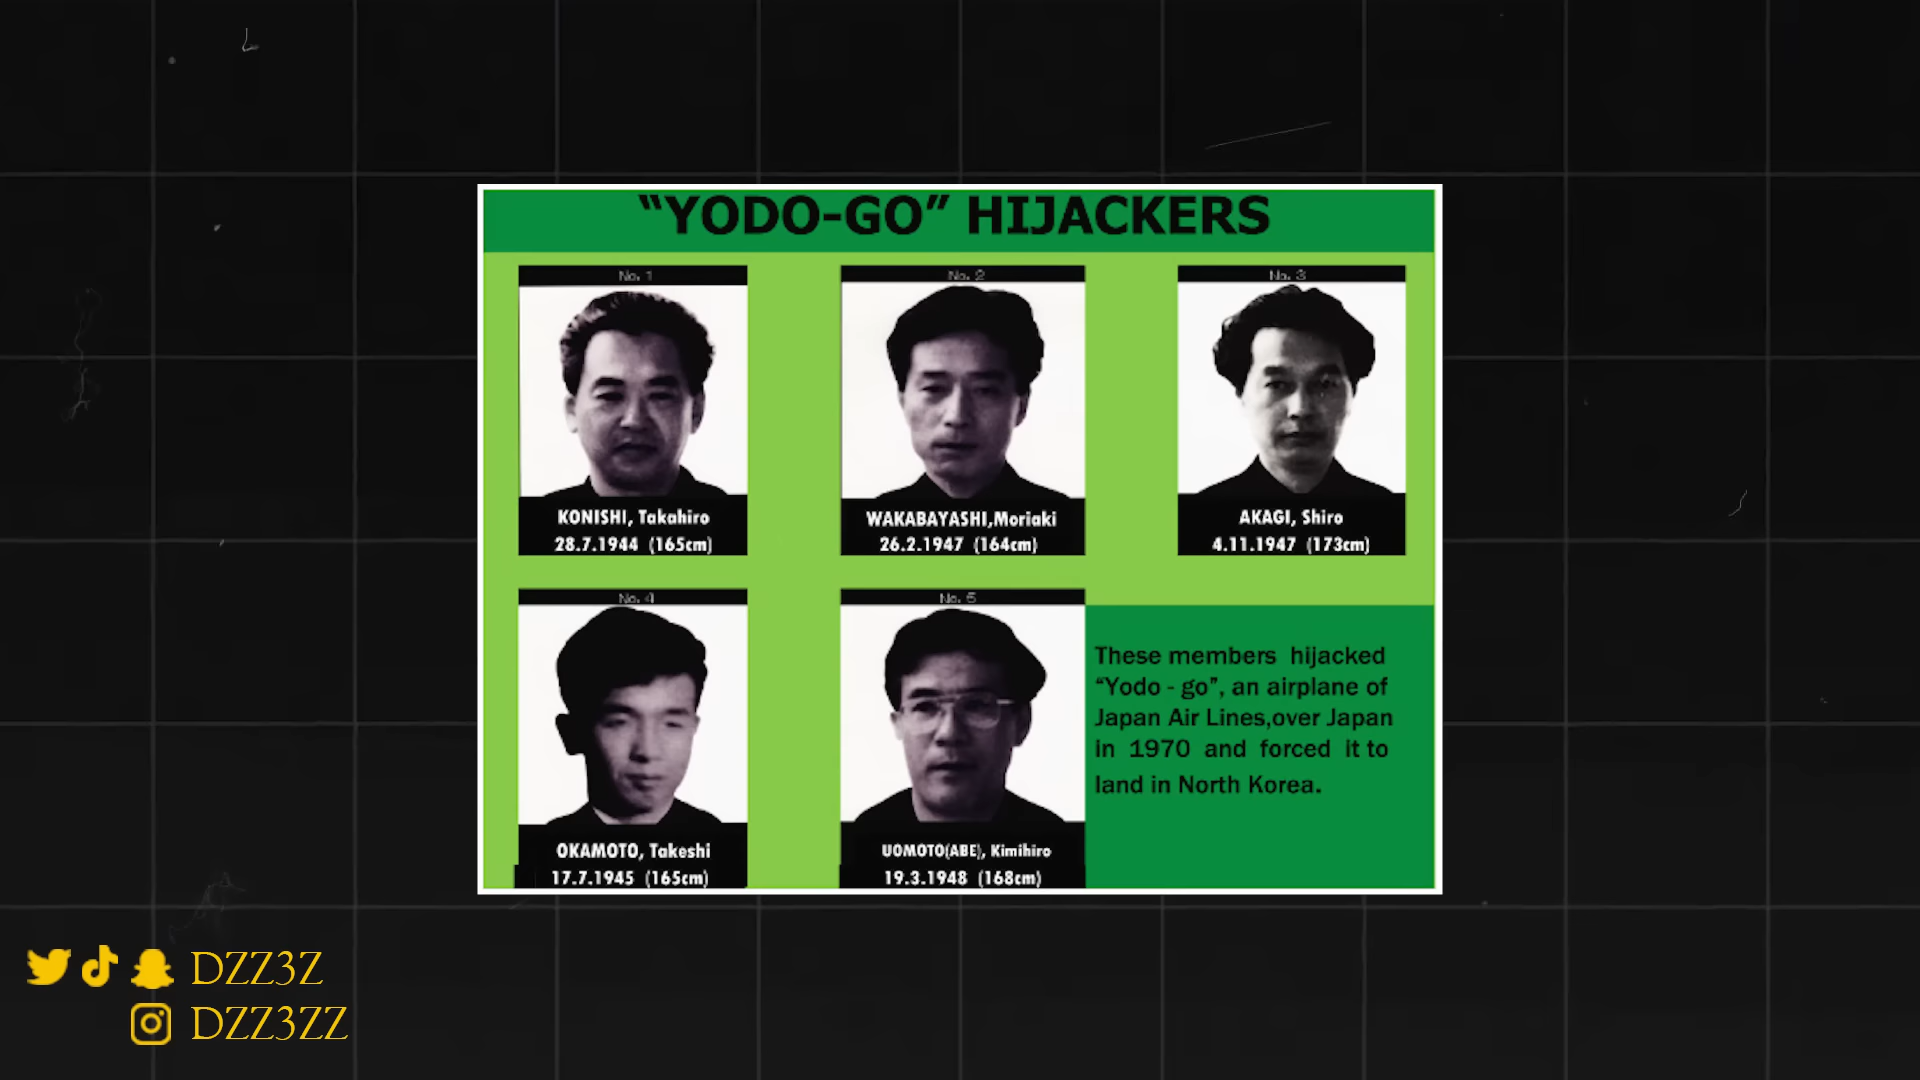 “YODO-GO” HIJACKERS
No. 1
No. 2
No. 3
KONISHI, Takahiro
28.7.1944 (165cm)
WAKABAYASHI,Moriaki
26.2.1947 (164cm)
AKAGI, Shiro
4.11.1947 (173cm)
No. 4
No. 5
OKAMOTO, Takeshi
17.7.1945 (165cm)
UOMOTO(ABE), Kimihiro
19.3.1948 (168cm)
These members hijacked
“Yodo - go”, an airplane of
Japan Air Lines,over Japan
in 1970 and forced it to
land in North Korea.
DZZ3Z
DZZ3ZZ